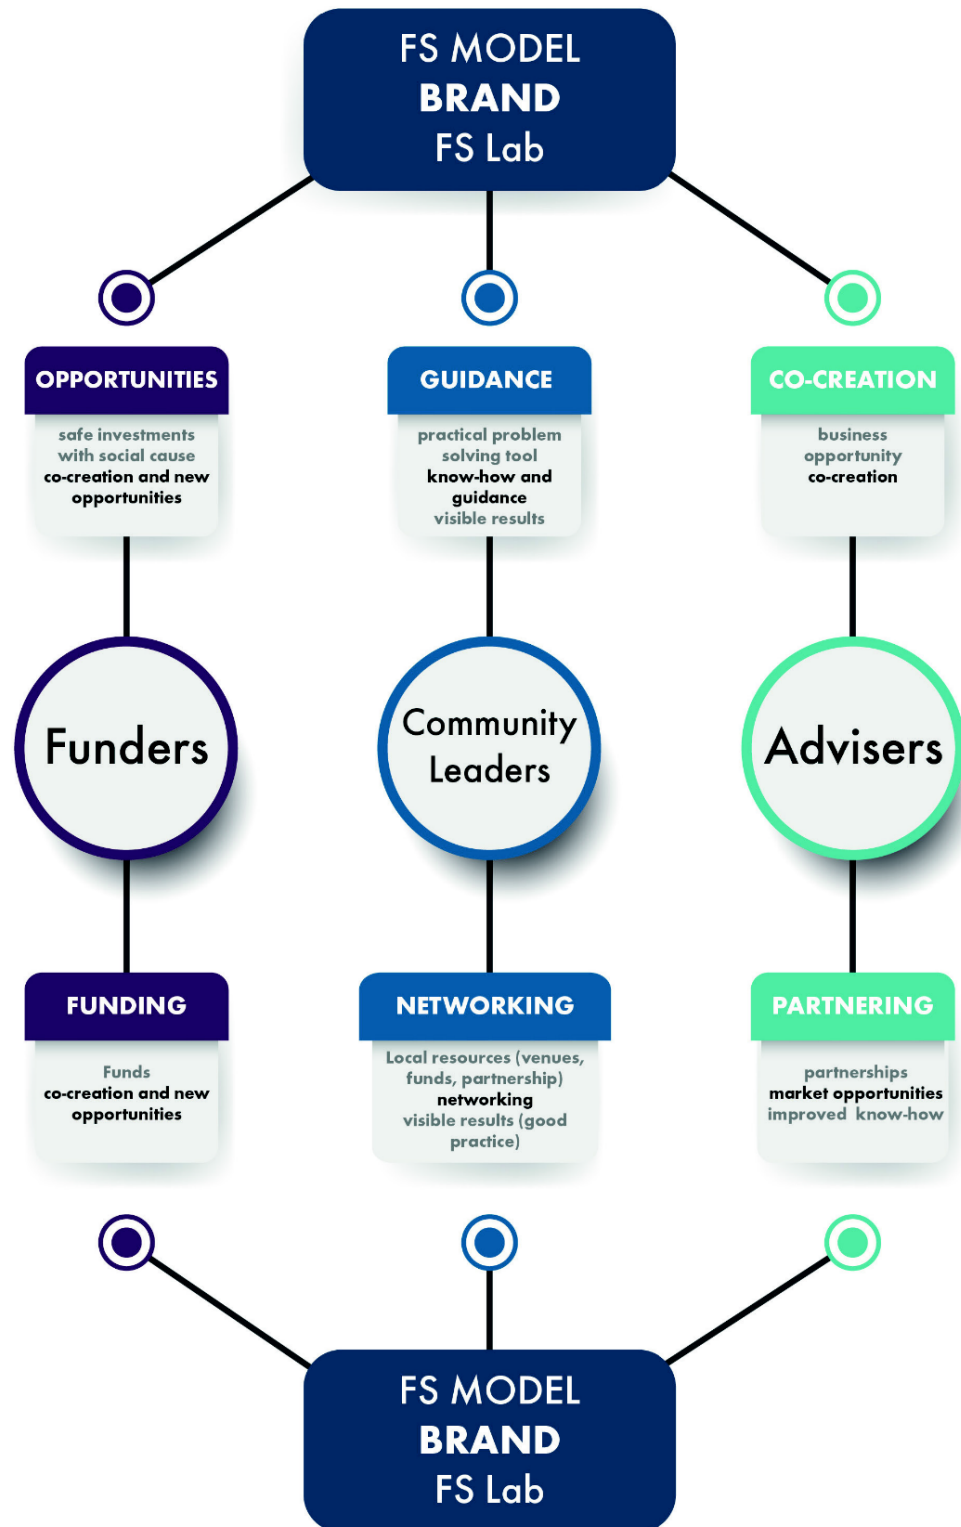 FS MODEL
BRAND
FS Lab
OPPORTUNITIES
safe investments
with social cause
co-creation and new
opportunities
GUIDANCE
practical problem
solving tool
know-how and
guidance
visible results
CO-CREATION
business
opportunity
co-creation
Funders
Community
Leaders
Advisers
FUNDING
Funds
co-creation and new
opportunities
NETWORKING
Local resources (venues,
funds, partnership)
networking
visible results (good
practice)
PARTNERING
partnerships
market opportunities
improved know-how
FS MODEL
BRAND
FS Lab